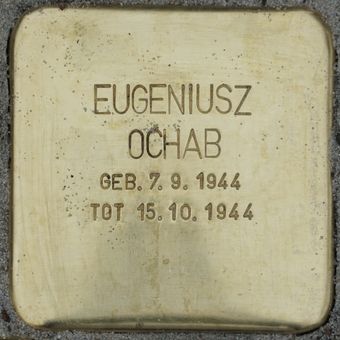 EUGENIUSZ
OCHAB
GEB. 7. 9. 1944
TOT 15. 10. 1944